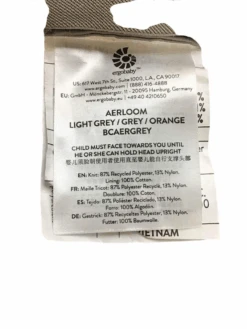 ergobaby
US: 617 West 7th St., Suite 1000, L.A., CA 90017
www.ergobaby.com | (888) 416-4888
EU: GmbH - Mönckebergstr. 11 - 20095 Hamburg, Germany
www.ergobaby.eu | +49 40 4210650
AERLOOM
LIGHT GREY / GREY / ORANGE
BCAERGREY
CHILD MUST FACE TOWARDS YOU UNTIL
HE OR SHE CAN HOLD HEAD UPRIGHT
EN: Knit: 87% Recycled Polyester, 13% Nylon.
Lining: 100% Cotton.
FR: Maille Tricot: 87% Polyester Recyclé, 13% Nylon.
Doublure: 100% Coton.
ES: Tejido: 87% Poliéster Reciclado, 13% Nylon.
Forro: 100% Algodón.
DE: Gestrick: 87% Recyceltes Polyester, 13% Nylon.
Futter: 100% Baumwolle.
VIETNAM